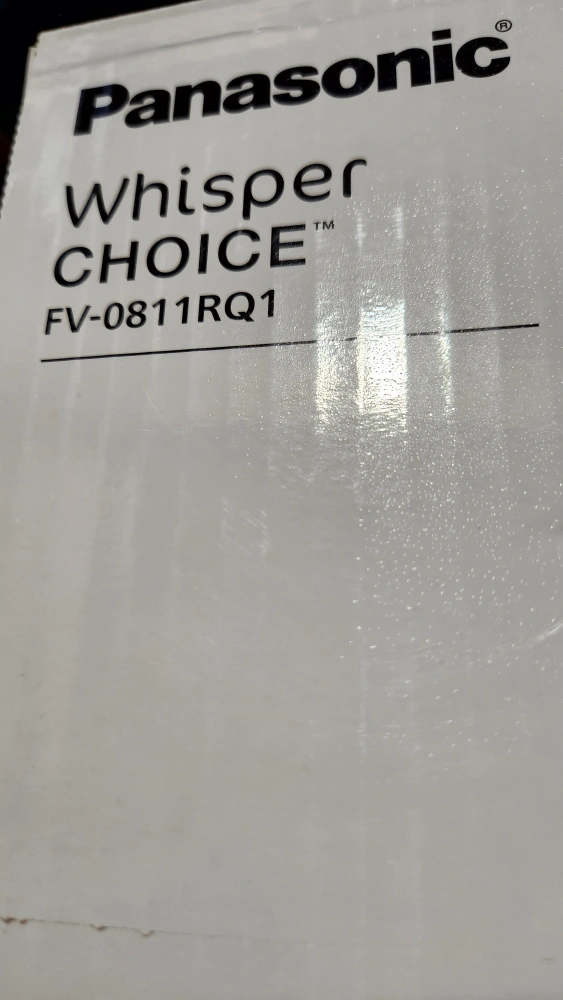 Panasonic®
Whisper
CHOICE™
FV-0811RQ1